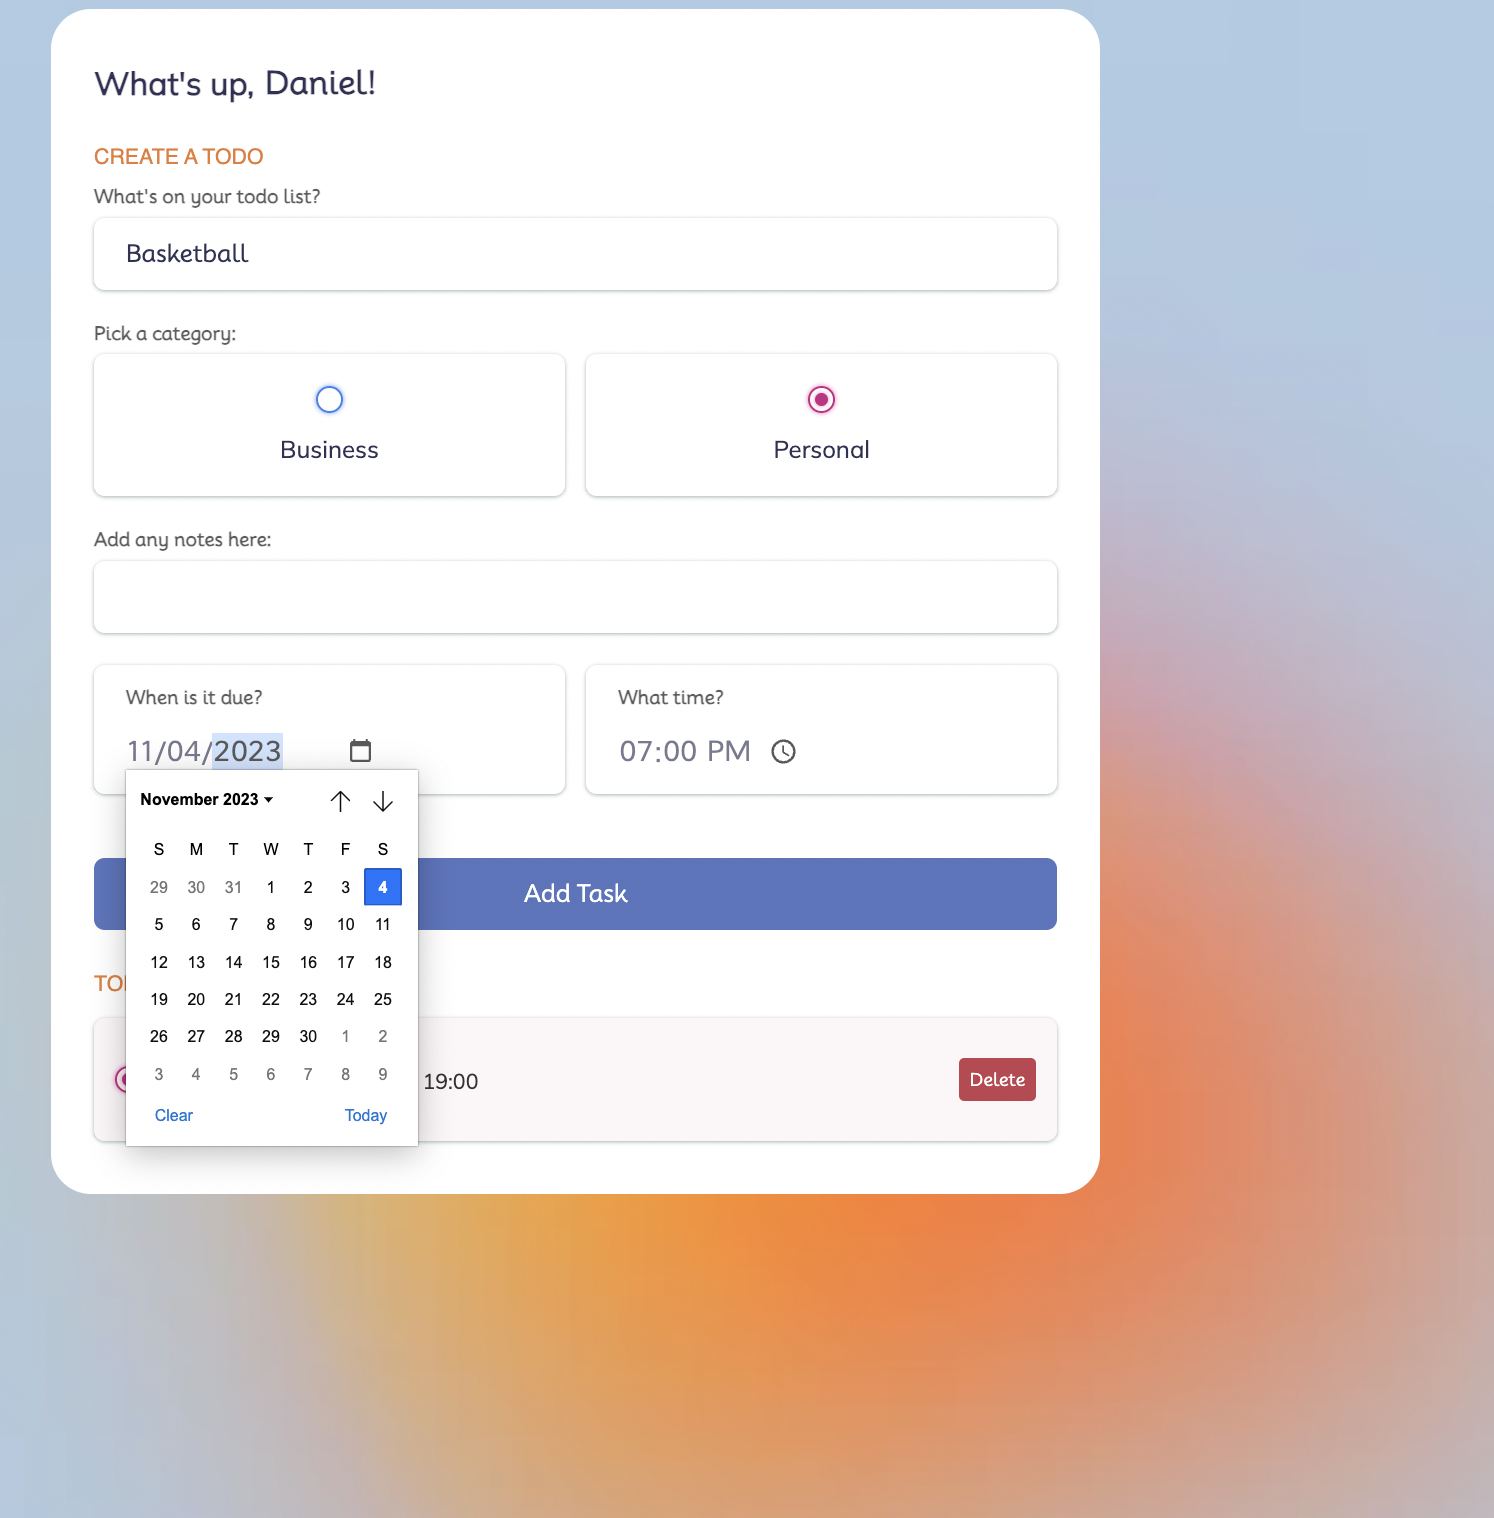 What's up, Daniel!
CREATE A TODO
What's on your todo list?
Basketball
Pick a category:
Business Personal
Add any notes here:
When is it due? What time?
11/04/2023 07:00 PM
November 2023
S M T W T F S
29 30 31 1 2 3 4
5 6 7 8 9 10 11
12 13 14 15 16 17 18
19 20 21 22 23 24 25
26 27 28 29 30 1 2
3 4 5 6 7 8 9
Clear Today
Add Task
19:00 Delete